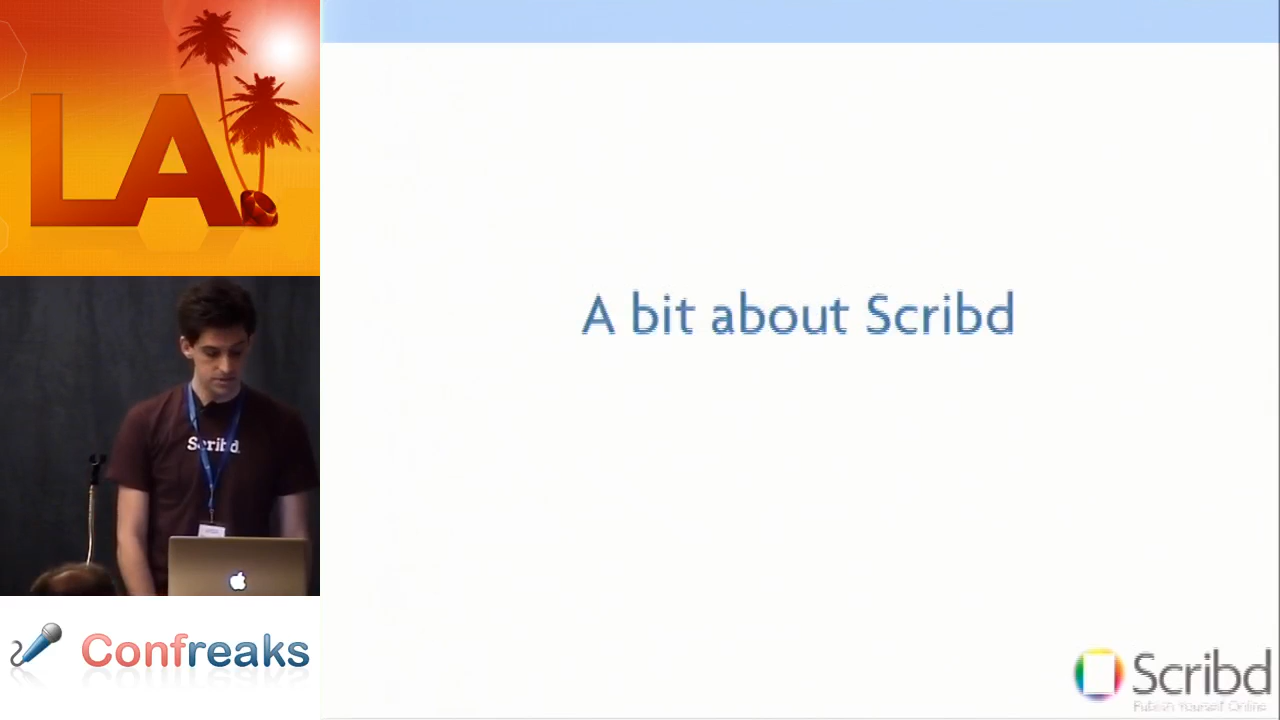 LA
A bit about Scribd
Scribd.
Confreaks
Scribd
Publish Yourself Online